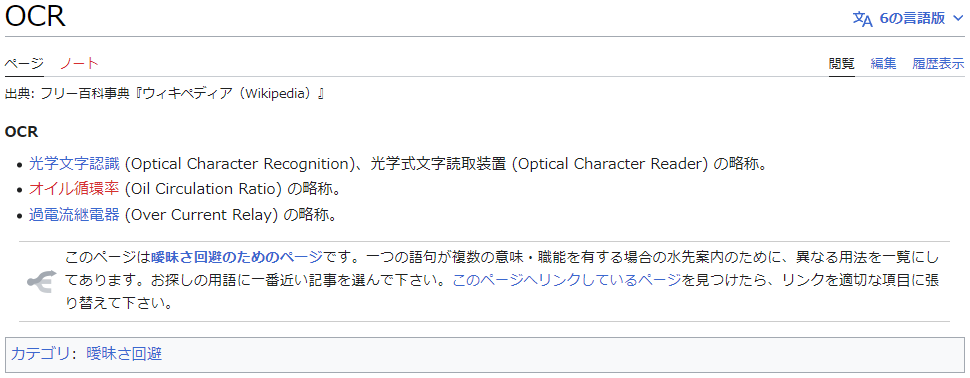 OCR
6の言語版
ページ ノート 閲覧 編集 履歴表示
出典: フリー百科事典『ウィキペディア（Wikipedia）』
OCR
• 光学文字認識 (Optical Character Recognition)、光学式文字読取装置 (Optical Character Reader) の略称。
• オイル循環率 (Oil Circulation Ratio) の略称。
• 過電流継電器 (Over Current Relay) の略称。
このページは曖昧さ回避のためのページです。一つの語句が複数の意味・職能を有する場合の水先案内のために、異なる用法を一覧にし
てあります。お探しの用語に一番近い記事を選んで下さい。このページへリンクしているページを見つけたら、リンクを適切な項目に張
り替えて下さい。
カテゴリ: 曖昧さ回避